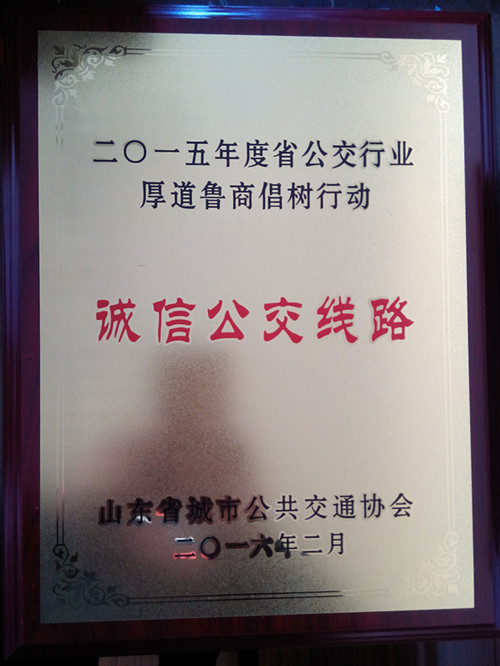 二〇一五年度省公交行业
厚道鲁商倡树行动
诚信公交线路
山东省城市公共交通协会
二〇一六年二月